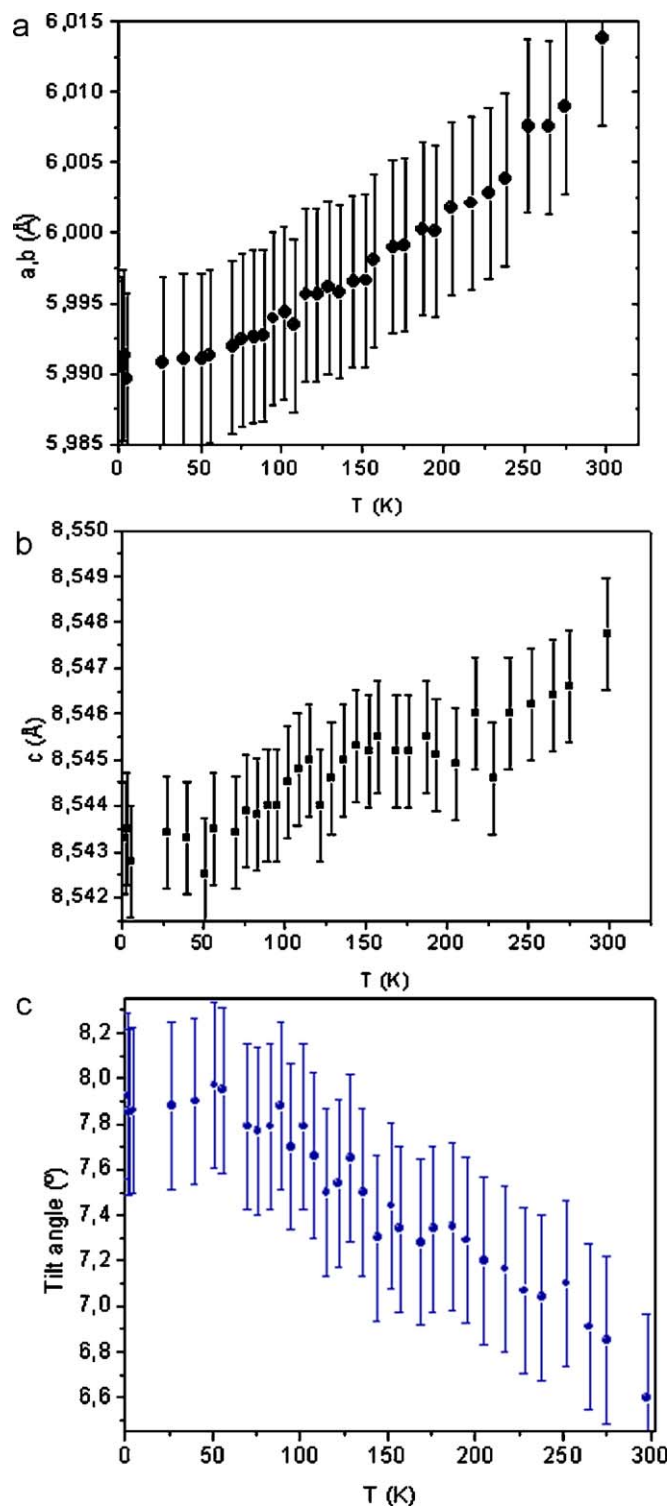 a
6,015
6,010
6,005
6,000
5,995
5,990
5,985
a,b (Å)
0 50 100 150 200 250 300
T (K)
b
8,550
8,549
8,548
8,547
8,546
8,545
8,544
8,543
8,542
c (Å)
0 50 100 150 200 250 300
T (K)
c
8,2
8,0
7,8
7,6
7,4
7,2
7,0
6,8
6,6
Tilt angle (º)
0 50 100 150 200 250 300
T (K)